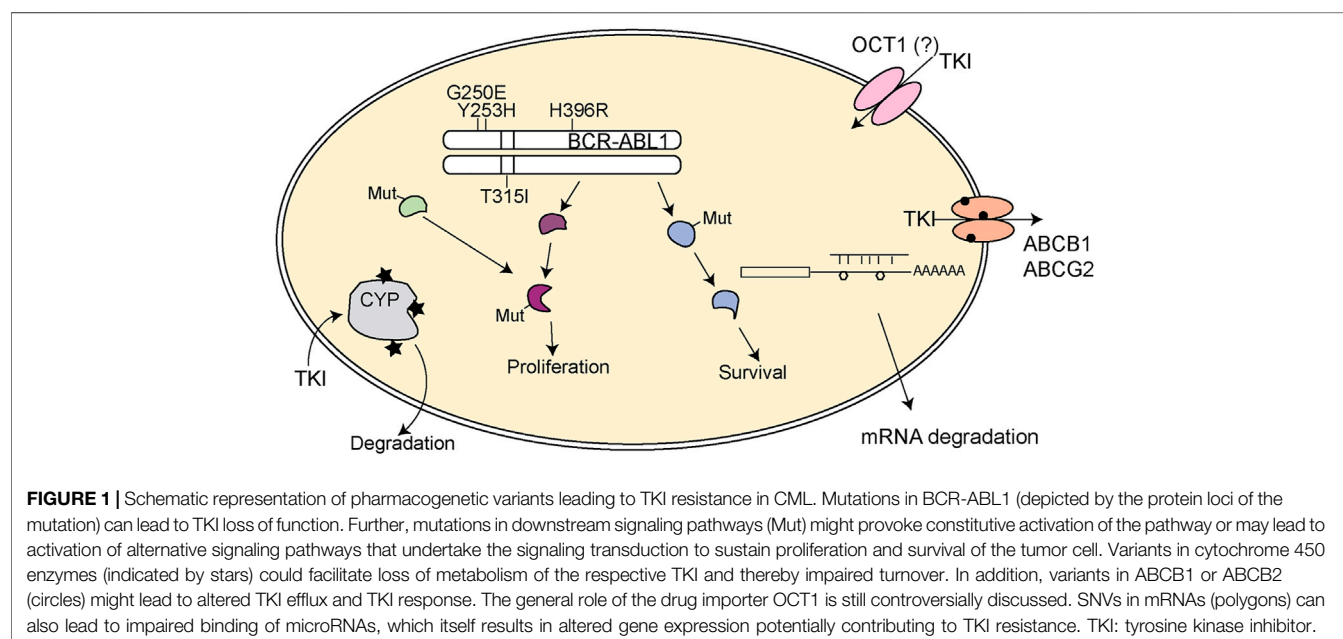 OCT1 (?)
TKI
G250E
Y253H H396R
BCR-ABL1
T315I
Mut
Mut
TKI
ABCB1
ABCG2
AAAAAA
CYP
Mut
Proliferation
Survival
TKI
Degradation
mRNA degradation
FIGURE 1 | Schematic representation of pharmacogenetic variants leading to TKI resistance in CML. Mutations in BCR-ABL1 (depicted by the protein loci of the
mutation) can lead to TKI loss of function. Further, mutations in downstream signaling pathways (Mut) might provoke constitutive activation of the pathway or may lead to
activation of alternative signaling pathways that undertake the signaling transduction to sustain proliferation and survival of the tumor cell. Variants in cytochrome 450
enzymes (indicated by stars) could facilitate loss of metabolism of the respective TKI and thereby impaired turnover. In addition, variants in ABCB1 or ABCB2
(circles) might lead to altered TKI efflux and TKI response. The general role of the drug importer OCT1 is still controversially discussed. SNVs in mRNAs (polygons) can
also lead to impaired binding of microRNAs, which itself results in altered gene expression potentially contributing to TKI resistance. TKI: tyrosine kinase inhibitor.